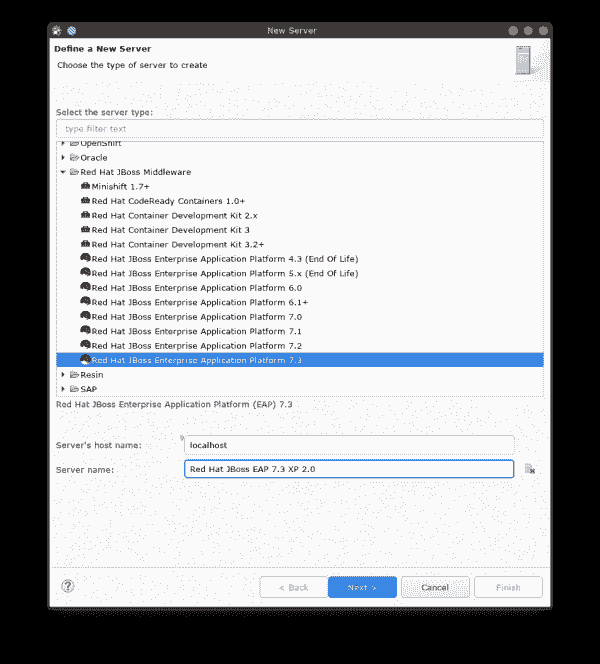 New Server
Define a New Server
Choose the type of server to create
Select the server type:
type filter text
OpenShift
Oracle
Red Hat JBoss Middleware
Minishift 1.7+
Red Hat CodeReady Containers 1.0+
Red Hat Container Development Kit 2.x
Red Hat Container Development Kit 3
Red Hat Container Development Kit 3.2+
Red Hat JBoss Enterprise Application Platform 4.3 (End Of Life)
Red Hat JBoss Enterprise Application Platform 5.x (End Of Life)
Red Hat JBoss Enterprise Application Platform 6.0
Red Hat JBoss Enterprise Application Platform 6.1+
Red Hat JBoss Enterprise Application Platform 7.0
Red Hat JBoss Enterprise Application Platform 7.1
Red Hat JBoss Enterprise Application Platform 7.2
Red Hat JBoss Enterprise Application Platform 7.3
Resin
SAP
Red Hat JBoss Enterprise Application Platform (EAP) 7.3
Server's host name: localhost
Server name: Red Hat JBoss EAP 7.3 XP 2.0
? < Back Next > Cancel Finish